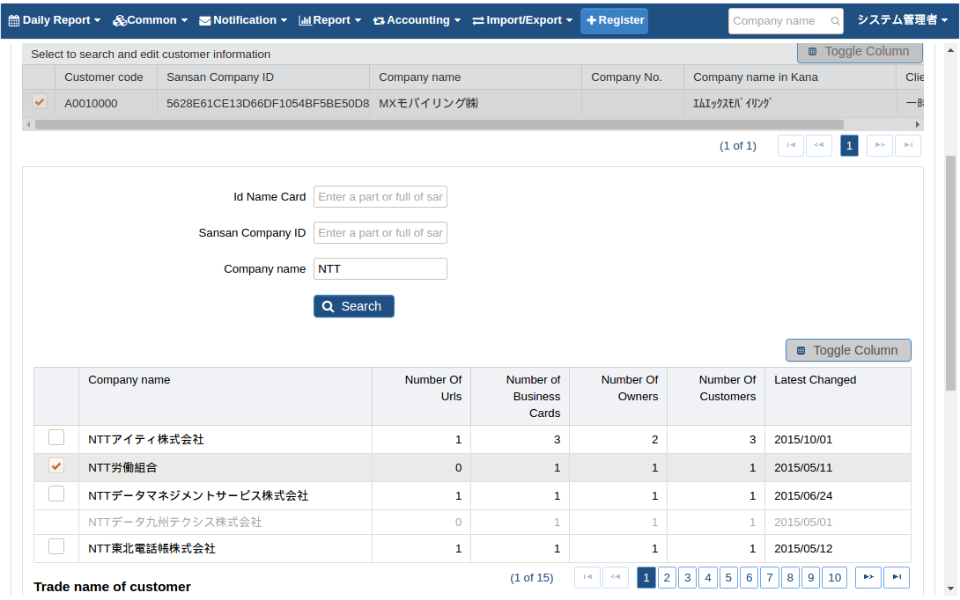 Daily Report Common Notification Report Accounting Import/Export Register Company name システム管理者
Select to search and edit customer information Toggle Column
Customer code Sansan Company ID Company name Company No. Company name in Kana Clie
A0010000 5628E61CE13D66DF1054BF5BE50D8 MXモバイリング㈱ ｴﾑｴｯｸｽﾓﾊﾞｲﾘﾝｸﾞ 一時
(1 of 1) 1
Id Name Card Enter a part or full of sar
Sansan Company ID Enter a part or full of sar
Company name NTT
Search
Toggle Column
Company name Number Of Urls Number of Business Cards Number Of Owners Number Of Customers Latest Changed
NTTアイティ株式会社 1 3 2 3 2015/10/01
NTT労働組合 0 1 1 1 2015/05/11
NTTデータマネジメントサービス株式会社 1 1 1 1 2015/06/24
NTTデータ九州テクシス株式会社 0 1 1 1 2015/05/01
NTT東北電話帳株式会社 1 1 1 1 2015/05/12
(1 of 15) 1 2 3 4 5 6 7 8 9 10
Trade name of customer